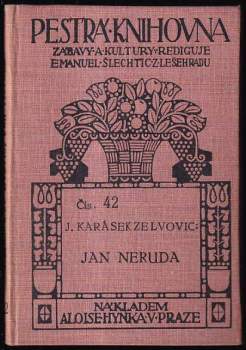 PESTRÁ·KNIHOVNA
ZÁBAVY·A·KULTURY·REDIGUJE
EMANUEL·ŠLECHTIC·Z·LEŠEHRADU
Čís. 42
J. KARÁSEK ZE LVOVIC:
JAN NERUDA
NÁKLADEM
ALOISE·HYNKA·V·PRAZE
2